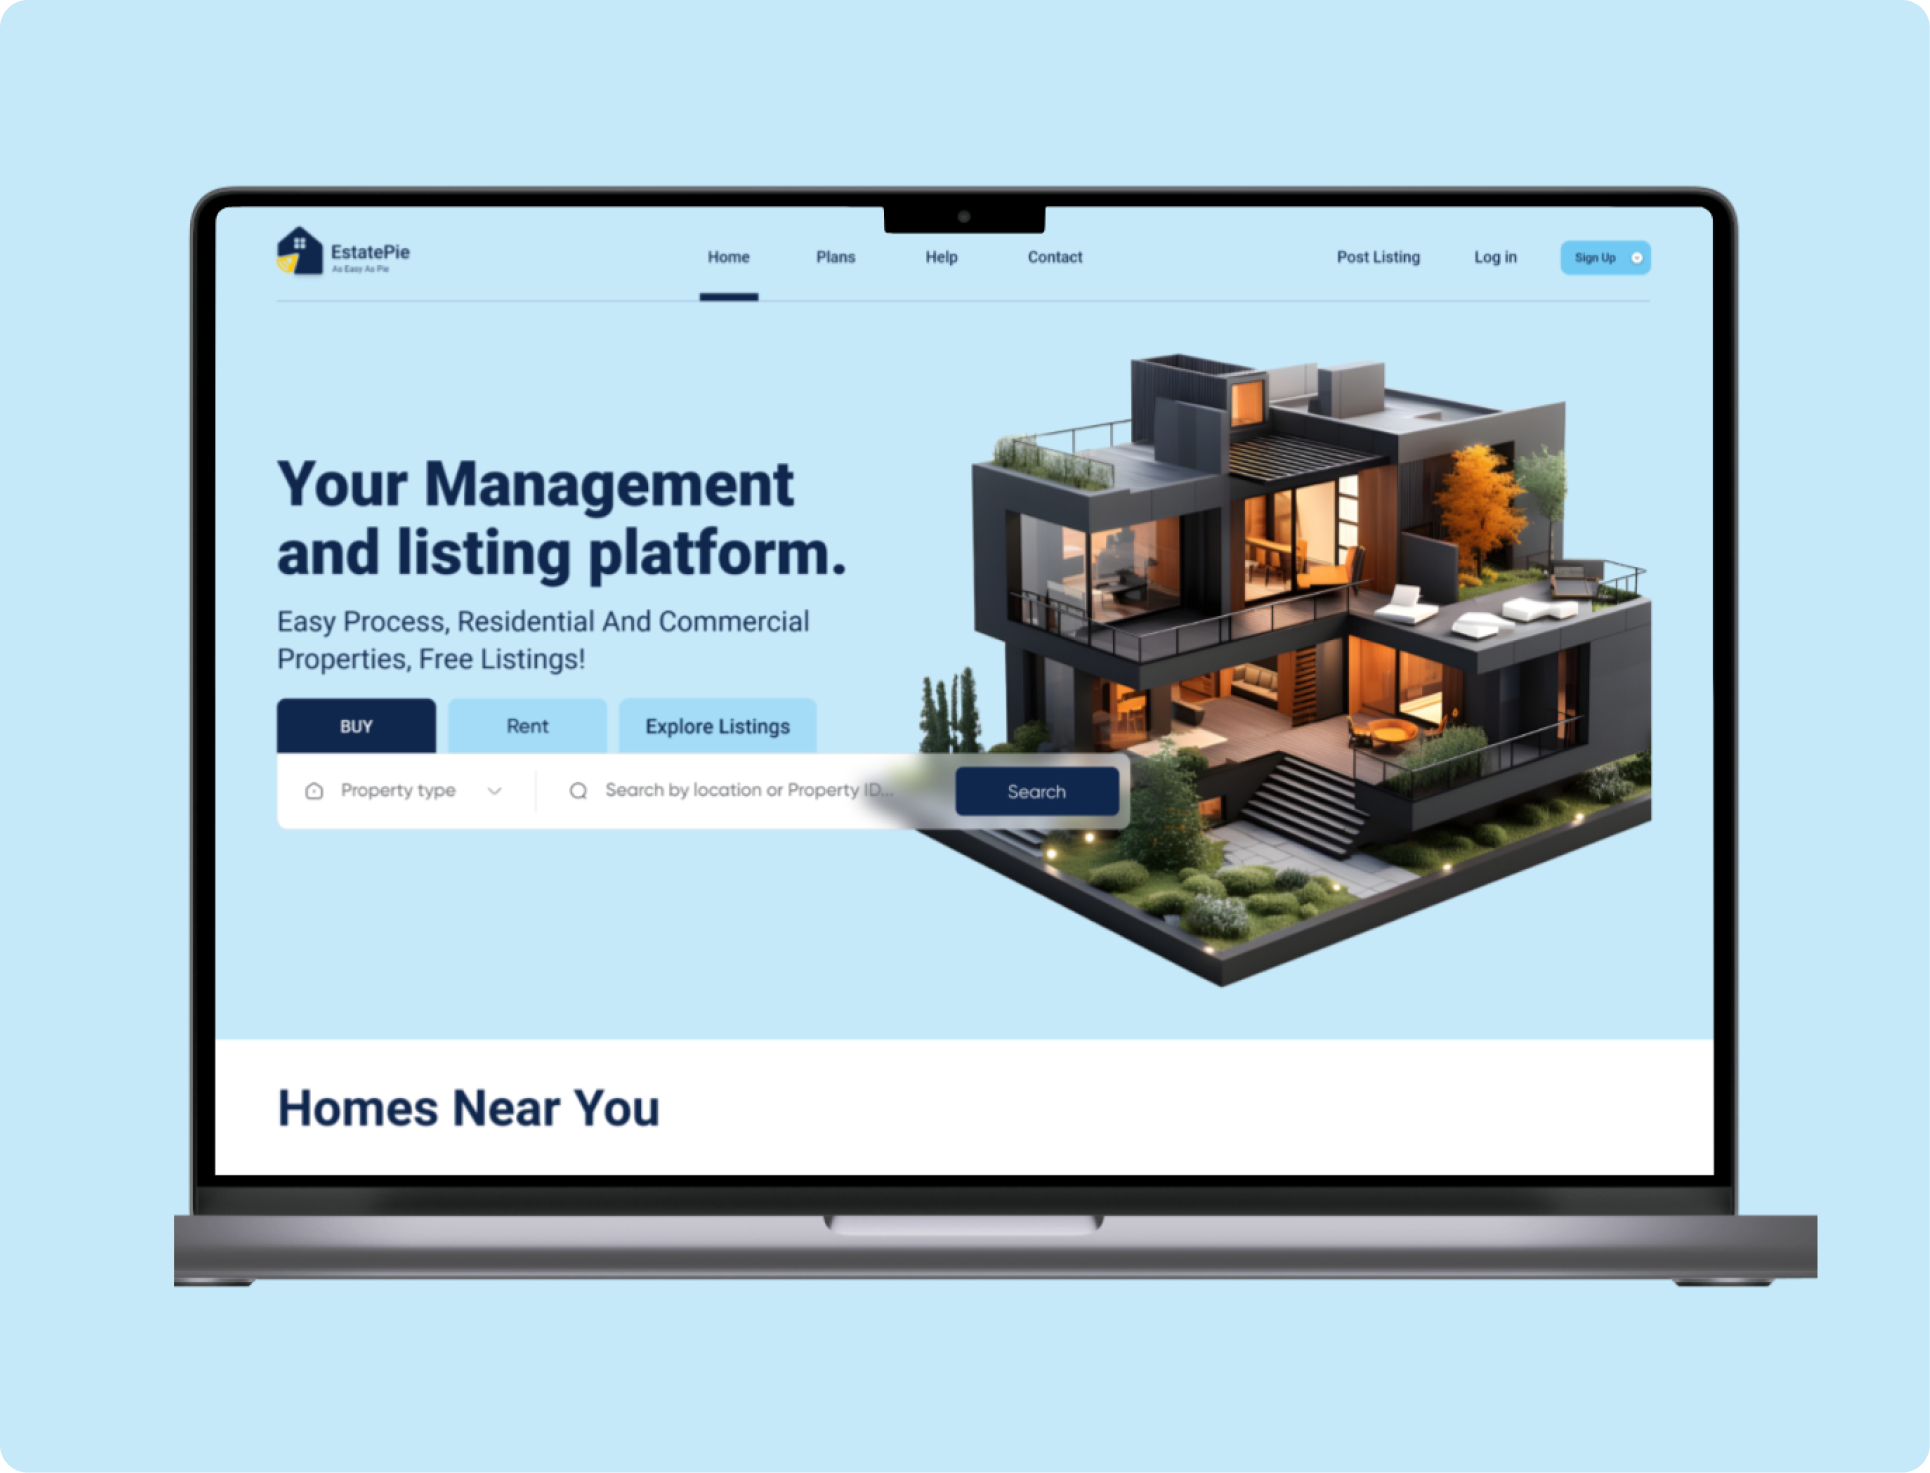 EstatePie
As Easy As Pie
Home
Plans
Help
Contact
Post Listing
Log in
Sign Up
Your Management
and listing platform.
Easy Process, Residential And Commercial
Properties, Free Listings!
BUY
Rent
Explore Listings
Property type
Search by location or Property ID...
Search
Homes Near You